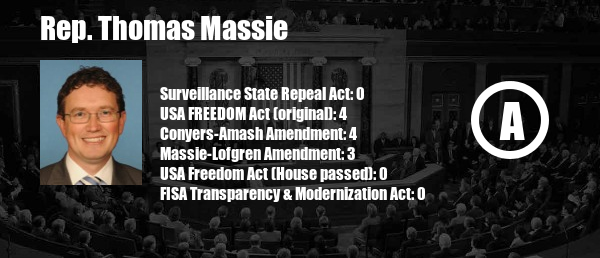 Rep. Thomas Massie
Surveillance State Repeal Act: 0
USA FREEDOM Act (original): 4
Conyers-Amash Amendment: 4
Massie-Lofgren Amendment: 3
USA Freedom Act (House passed): 0
FISA Transparency & Modernization Act: 0
A